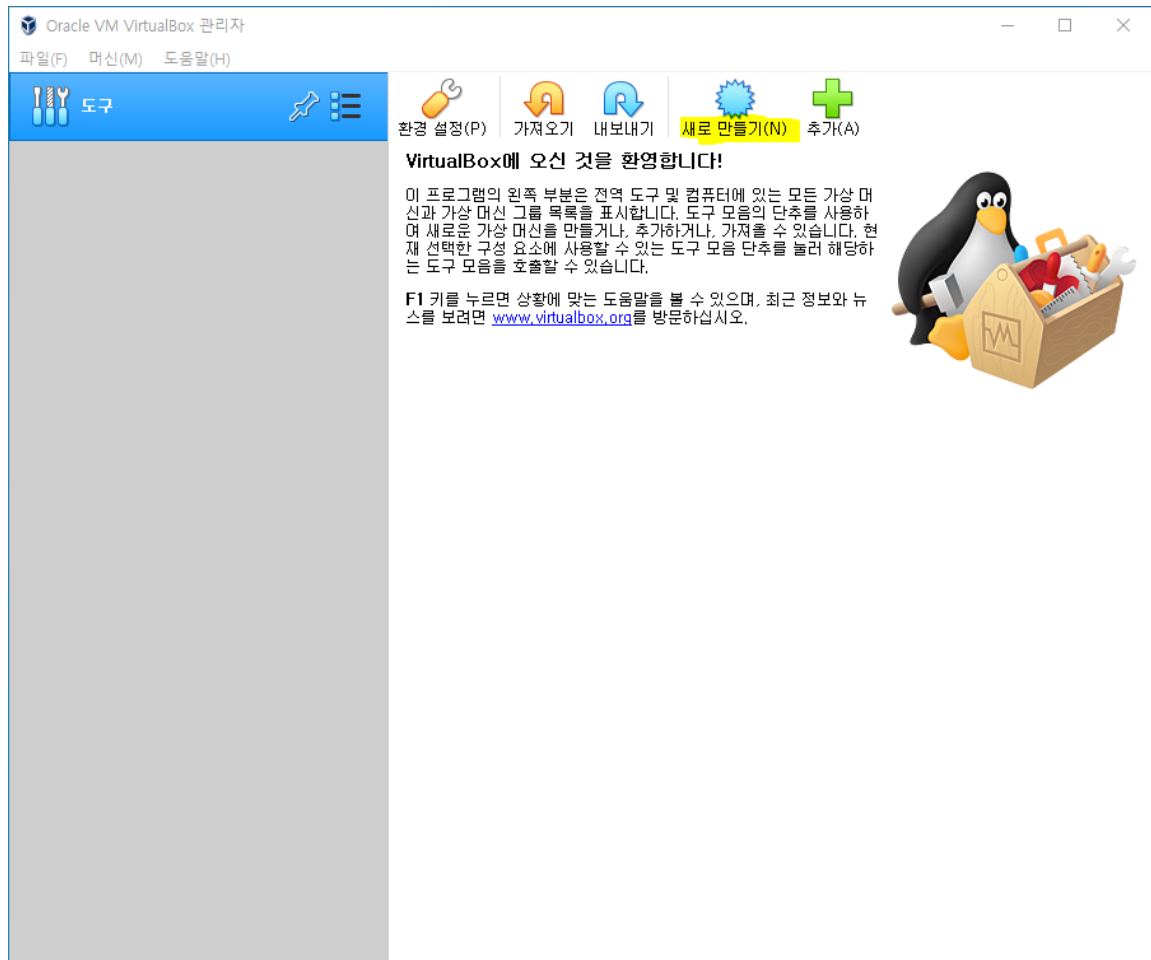 Oracle VM VirtualBox 관리자
파일(F) 머신(M) 도움말(H)
도구
환경 설정(P) 가져오기 내보내기 새로 만들기(N) 추가(A)
VirtualBox에 오신 것을 환영합니다!
이 프로그램의 왼쪽 부분은 전역 도구 및 컴퓨터에 있는 모든 가상 머
신과 가상 머신 그룹 목록을 표시합니다. 도구 모음의 단추를 사용하
여 새로운 가상 머신을 만들거나, 추가하거나, 가져올 수 있습니다. 현
재 선택한 구성 요소에 사용할 수 있는 도구 모음 단추를 눌러 해당하
는 도구 모음을 호출할 수 있습니다.
F1 키를 누르면 상황에 맞는 도움말을 볼 수 있으며, 최근 정보와 뉴
스를 보려면 www.virtualbox.org를 방문하십시오.